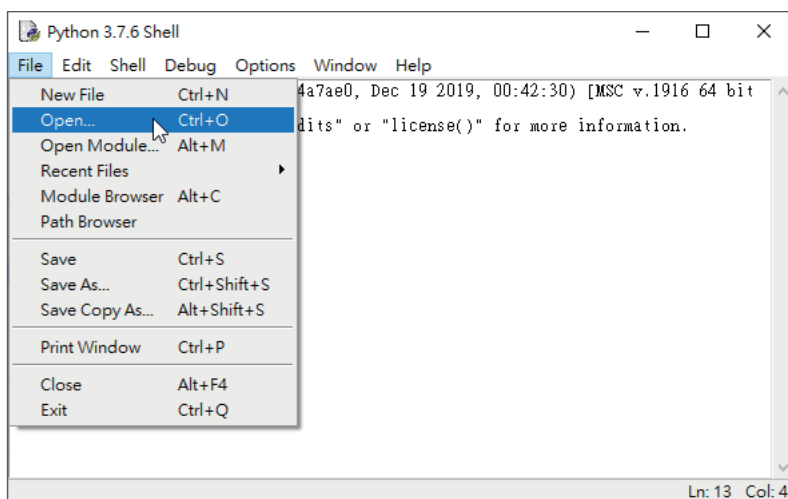 Python 3.7.6 Shell
File Edit Shell Debug Options Window Help
4a7ae0, Dec 19 2019, 00:42:30) [MSC v.1916 64 bit
dits" or "license()" for more information.
New File Ctrl+N
Open... Ctrl+O
Open Module... Alt+M
Recent Files
Module Browser Alt+C
Path Browser
Save Ctrl+S
Save As... Ctrl+Shift+S
Save Copy As... Alt+Shift+S
Print Window Ctrl+P
Close Alt+F4
Exit Ctrl+Q
Ln: 13 Col: 4